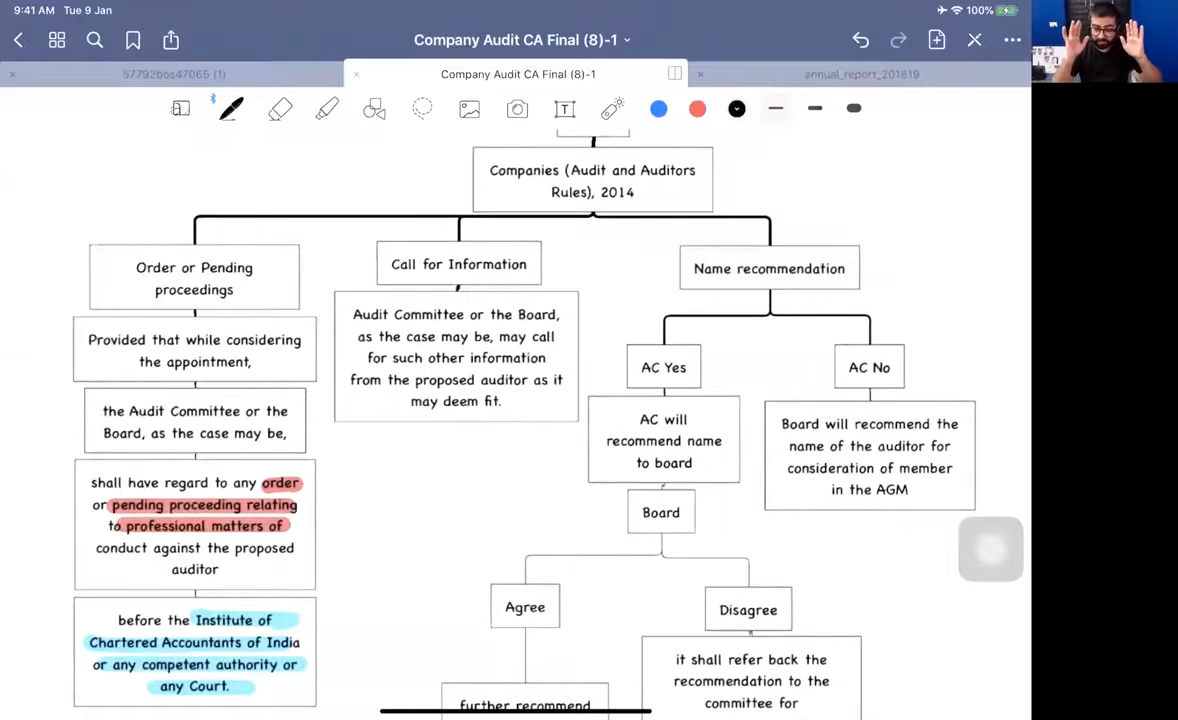 9:41 AM Tue 9 Jan
100%
Company Audit CA Final (8)-1
57792bos47065 (1)
Company Audit CA Final (8)-1
annual_report_201819
T
Companies (Audit and Auditors
Rules), 2014
Order or Pending
proceedings
Provided that while considering
the appointment,
the Audit Committee or the
Board, as the case may be,
shall have regard to any order
or pending proceeding relating
to professional matters of
conduct against the proposed
auditor
before the Institute of
Chartered Accountants of India
or any competent authority or
any Court.
Call for Information
Audit Committee or the Board,
as the case may be, may call
for such other information
from the proposed auditor as it
may deem fit.
Name recommendation
AC Yes
AC will
recommend name
to board
Board
Agree
further recommend
Disagree
it shall refer back the
recommendation to the
committee for
AC No
Board will recommend the
name of the auditor for
consideration of member
in the AGM